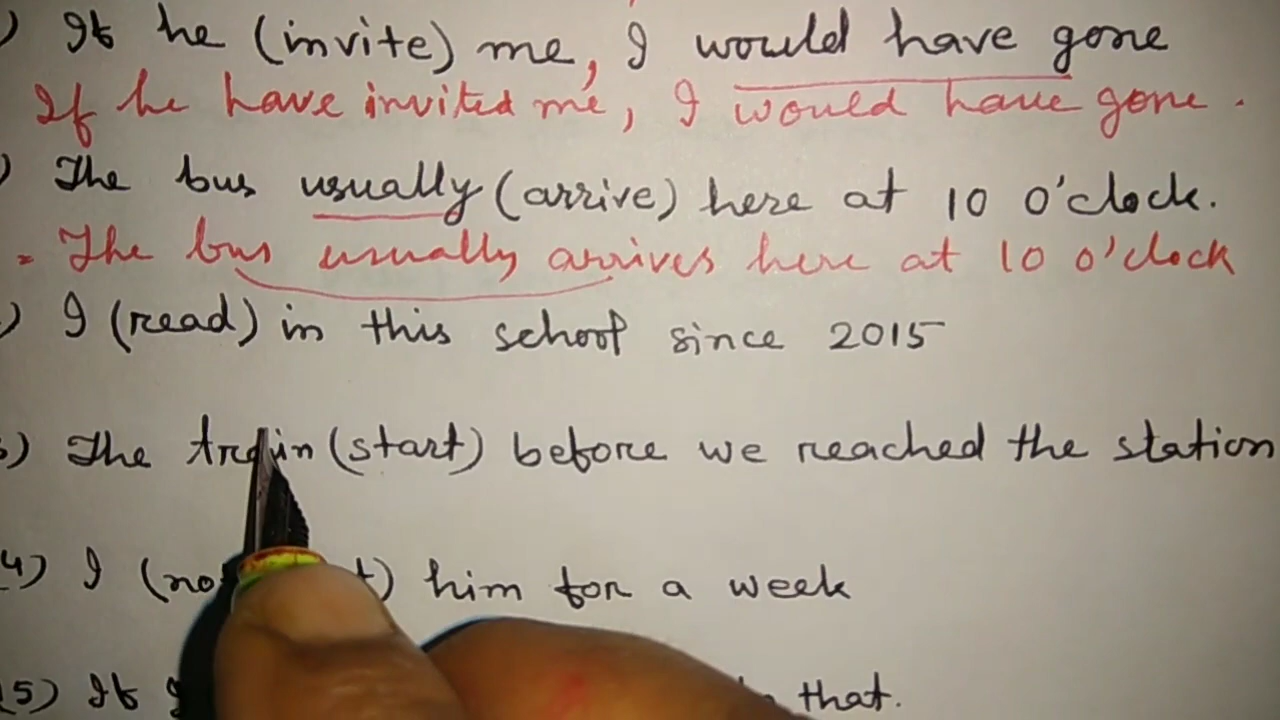 ) If he (invite) me, I would have gone
If he have invited me, I would have gone.
) The bus usually (arrive) here at 10 o'clock.
= The bus usually arrives here at 10 o'clock
) I (read) in this school since 2015
) The train (start) before we reached the station
4) I him for a week
(5) If that.